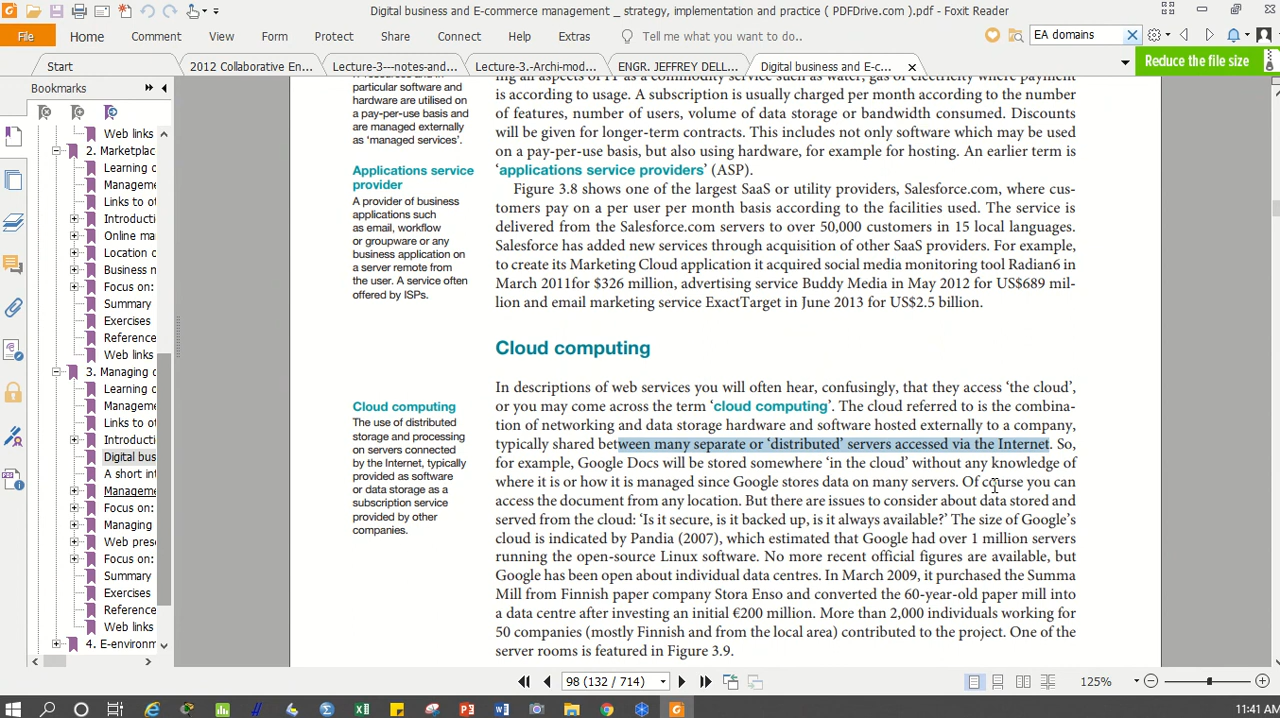 Digital business and E-commerce management _ strategy, implementation and practice ( PDFDrive.com ).pdf - Foxit Reader
File Home Comment View Form Protect Share Connect Help Extras Tell me what you want to do.. EA domains
Start 2012 Collaborative En... Lecture-3---notes-and-... Lecture-3.-Archi-mod... ENGR. JEFFREY DELL... Digital business and E-c... Reduce the file size
Bookmarks
Web links
2. Marketplac
Learning o
Manageme
Links to ot
Introducti
Online ma
Location o
Business m
Focus on:
Summary
Exercises
Reference
Web links
3. Managing d
Learning o
Manageme
Links to ot
Introducti
Digital bus
A short int
Manageme
Focus on:
Managing
Web prese
Focus on:
Summary
Exercises
Reference
Web links
4. E-environm
particular software and
hardware are utilised on
a pay-per-use basis and
are managed externally
as ‘managed services’.
Applications service
provider
A provider of business
applications such
as email, workflow
or groupware or any
business application on
a server remote from
the user. A service often
offered by ISPs.
Cloud computing
The use of distributed
storage and processing
on servers connected
by the Internet, typically
provided as software
or data storage as a
subscription service
provided by other
companies.
ing all aspects of IT as a commodity service such as water, gas or electricity where payment
is according to usage. A subscription is usually charged per month according to the number
of features, number of users, volume of data storage or bandwidth consumed. Discounts
will be given for longer-term contracts. This includes not only software which may be used
on a pay-per-use basis, but also using hardware, for example for hosting. An earlier term is
‘applications service providers’ (ASP).
Figure 3.8 shows one of the largest SaaS or utility providers, Salesforce.com, where cus-
tomers pay on a per user per month basis according to the facilities used. The service is
delivered from the Salesforce.com servers to over 50,000 customers in 15 local languages.
Salesforce has added new services through acquisition of other SaaS providers. For example,
to create its Marketing Cloud application it acquired social media monitoring tool Radian6 in
March 2011for $326 million, advertising service Buddy Media in May 2012 for US$689 mil-
lion and email marketing service ExactTarget in June 2013 for US$2.5 billion.
Cloud computing
In descriptions of web services you will often hear, confusingly, that they access ‘the cloud’,
or you may come across the term ‘cloud computing’. The cloud referred to is the combina-
tion of networking and data storage hardware and software hosted externally to a company,
typically shared between many separate or ‘distributed’ servers accessed via the Internet. So,
for example, Google Docs will be stored somewhere ‘in the cloud’ without any knowledge of
where it is or how it is managed since Google stores data on many servers. Of course you can
access the document from any location. But there are issues to consider about data stored and
served from the cloud: ‘Is it secure, is it backed up, is it always available?’ The size of Google’s
cloud is indicated by Pandia (2007), which estimated that Google had over 1 million servers
running the open-source Linux software. No more recent official figures are available, but
Google has been open about individual data centres. In March 2009, it purchased the Summa
Mill from Finnish paper company Stora Enso and converted the 60-year-old paper mill into
a data centre after investing an initial €200 million. More than 2,000 individuals working for
50 companies (mostly Finnish and from the local area) contributed to the project. One of the
server rooms is featured in Figure 3.9.
98 (132 / 714) 125%
11:41 AM